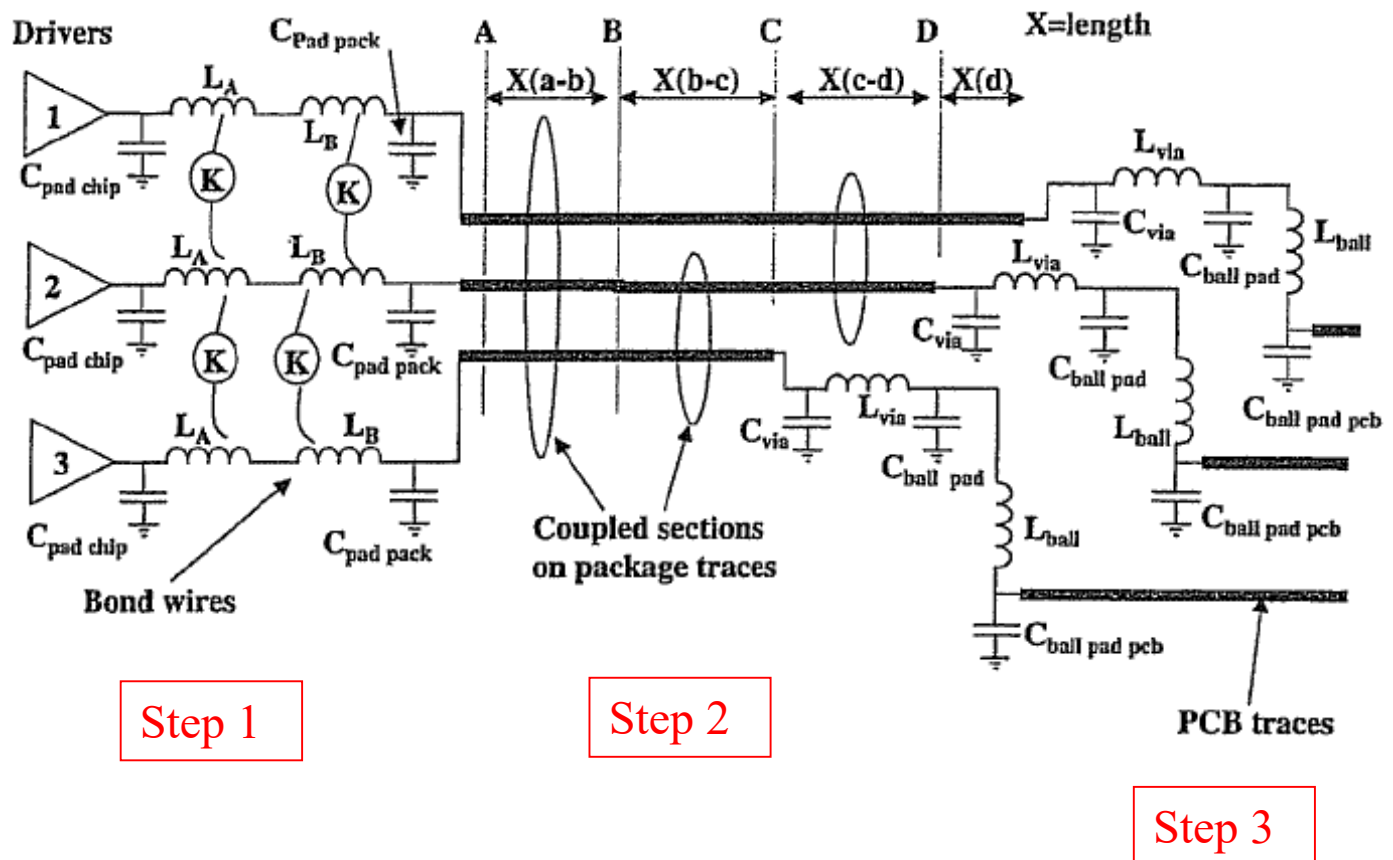 Drivers
C_Pad pack
A
B
C
D
X=length
X(a-b)
X(b-c)
X(c-d)
X(d)
L_A
L_B
1
C_pad chip
K
K
L_via
C_via
L_ball
C_ball pad
L_A
L_B
2
C_pad chip
C_pad pack
L_via
C_via
C_ball pad
K
K
L_ball
C_ball pad pcb
L_A
L_B
3
C_pad chip
C_pad pack
L_via
C_via
C_ball pad
L_ball
C_ball pad pcb
Bond wires
Coupled sections
on package traces
C_ball pad pcb
PCB traces
Step 1
Step 2
Step 3